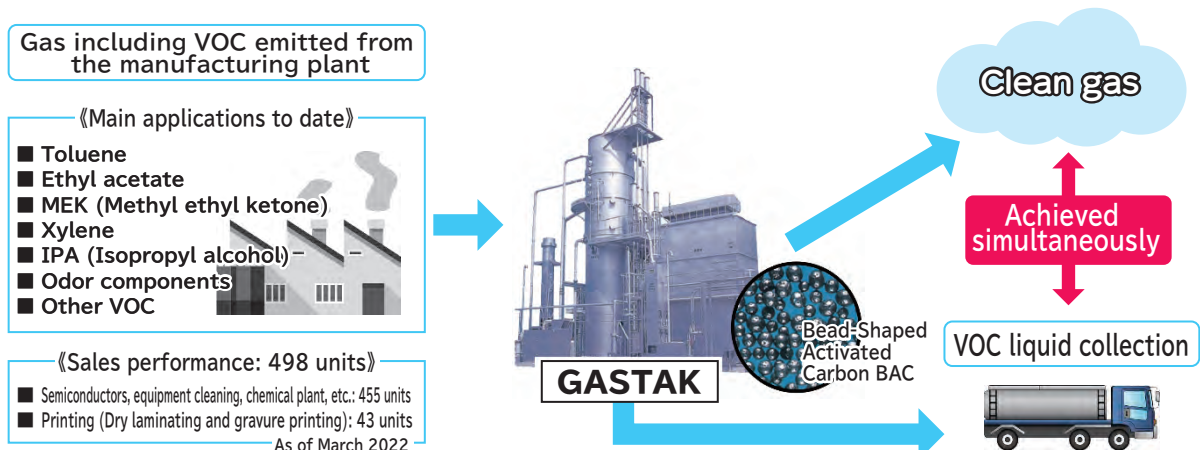 Gas including VOC emitted from
the manufacturing plant
《Main applications to date》
■ Toluene
■ Ethyl acetate
■ MEK (Methyl ethyl ketone)
■ Xylene
■ IPA (Isopropyl alcohol)
■ Odor components
■ Other VOC
《Sales performance: 498 units》
■ Semiconductors, equipment cleaning, chemical plant, etc.: 455 units
■ Printing (Dry laminating and gravure printing): 43 units
As of March 2022
GASTAK
Bead-Shaped
Activated
Carbon BAC
Clean gas
Achieved
simultaneously
VOC liquid collection